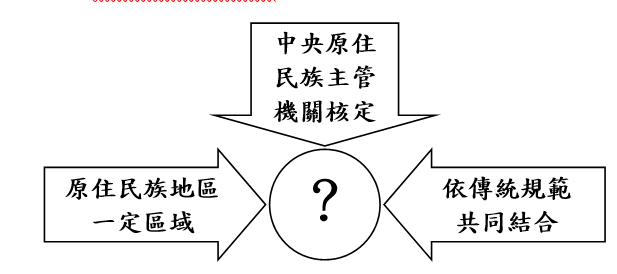 中央原住
民族主管
機關核定
原住民族地區
一定區域
？
依傳統規範
共同結合